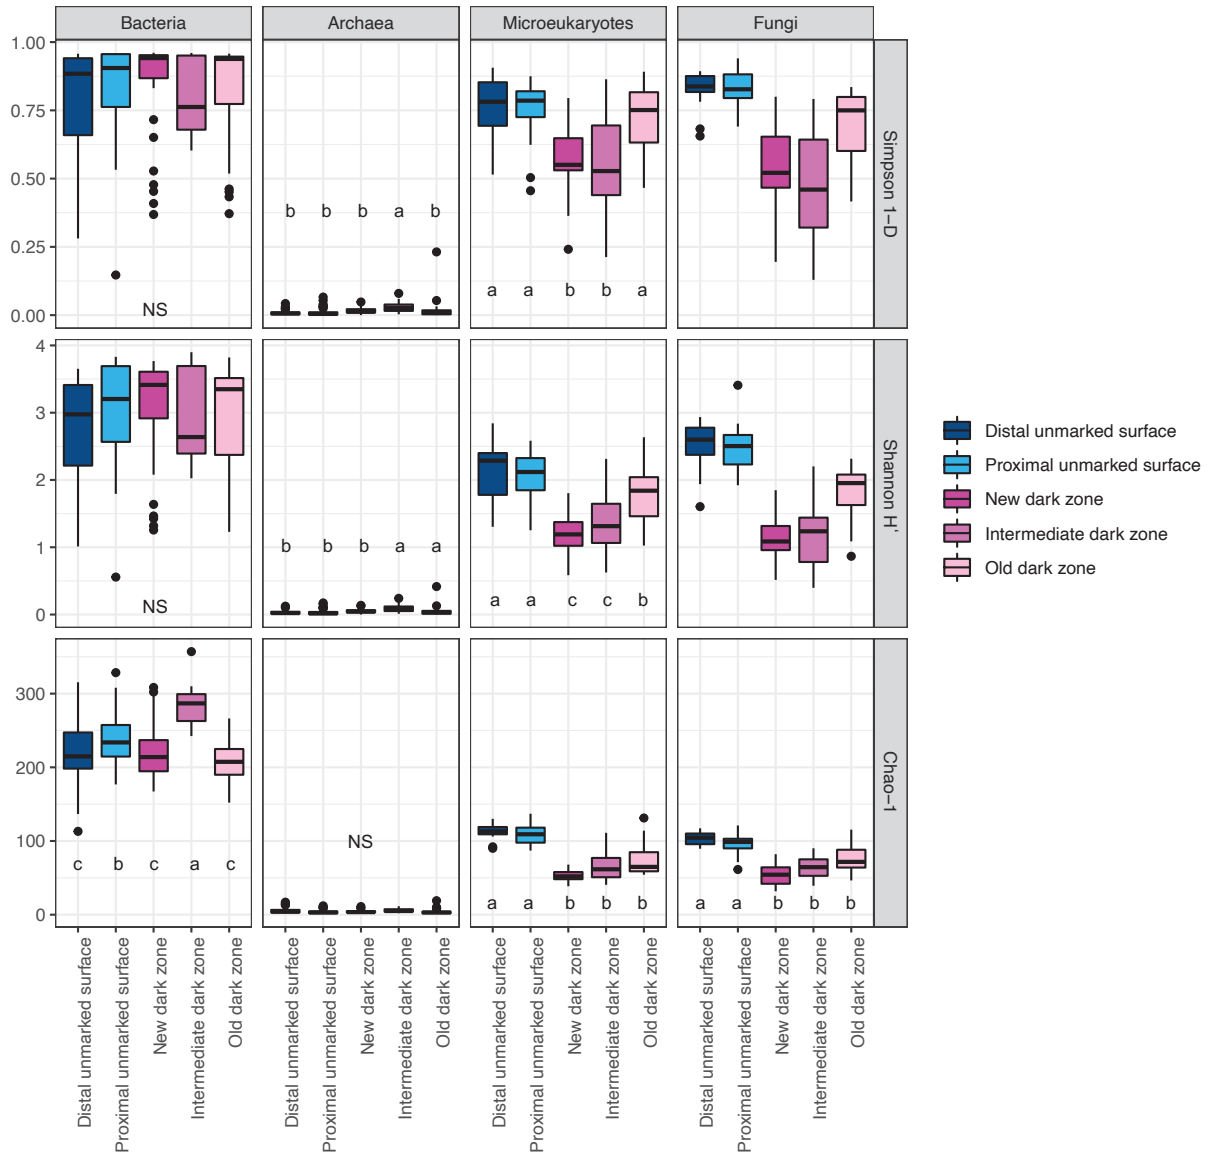 Bacteria Archaea Microeukaryotes Fungi
1.00
0.75
0.50
0.25
0.00
NS
b b b a b
a a b b a
Simpson 1−D
4
3
2
1
0
NS
b b b a a
a a c c b
Shannon H'
300
200
100
0
c b c a c
NS
a a b b b
a a b b b
Chao−1
Distal unmarked surface
Proximal unmarked surface
New dark zone
Intermediate dark zone
Old dark zone
Distal unmarked surface
Proximal unmarked surface
New dark zone
Intermediate dark zone
Old dark zone
Distal unmarked surface
Proximal unmarked surface
New dark zone
Intermediate dark zone
Old dark zone
Distal unmarked surface
Proximal unmarked surface
New dark zone
Intermediate dark zone
Old dark zone
Distal unmarked surface
Proximal unmarked surface
New dark zone
Intermediate dark zone
Old dark zone